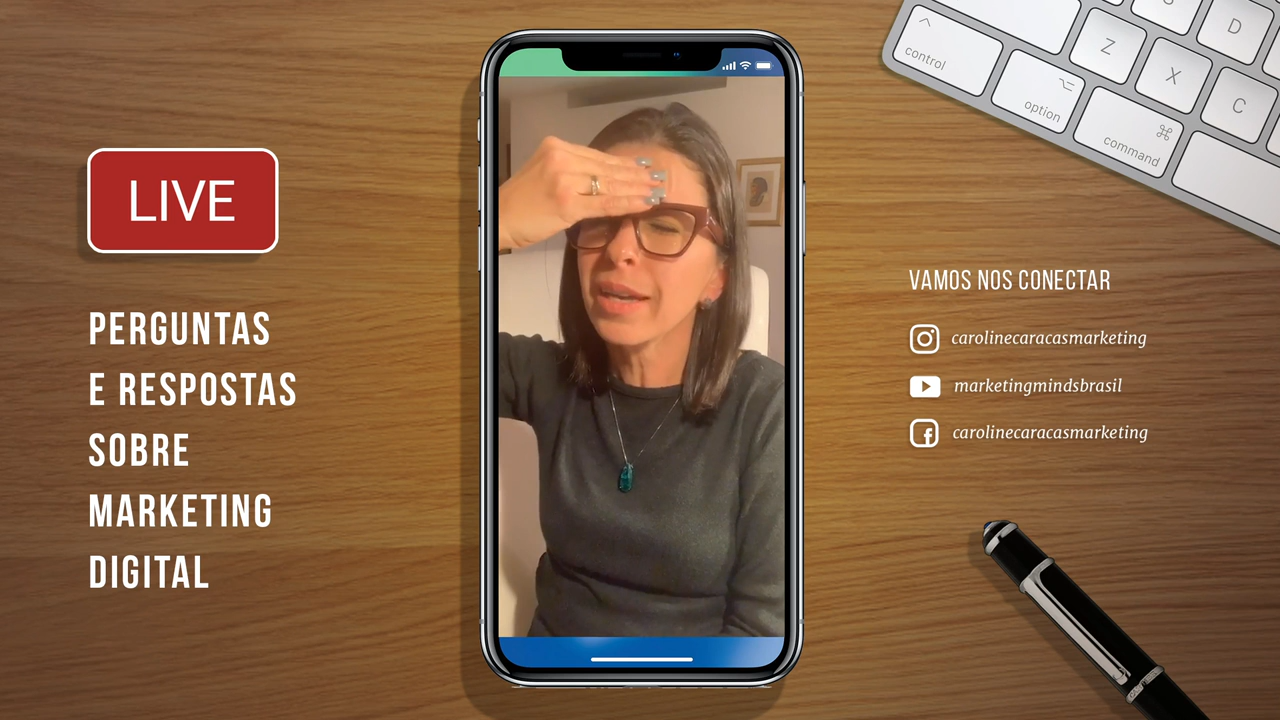 LIVE
PERGUNTAS
E RESPOSTAS
SOBRE
MARKETING
DIGITAL
VAMOS NOS CONECTAR
carolinecaracasmarketing
marketingmindsbrasil
carolinecaracasmarketing
control
option
command
Z
X
C
S
D